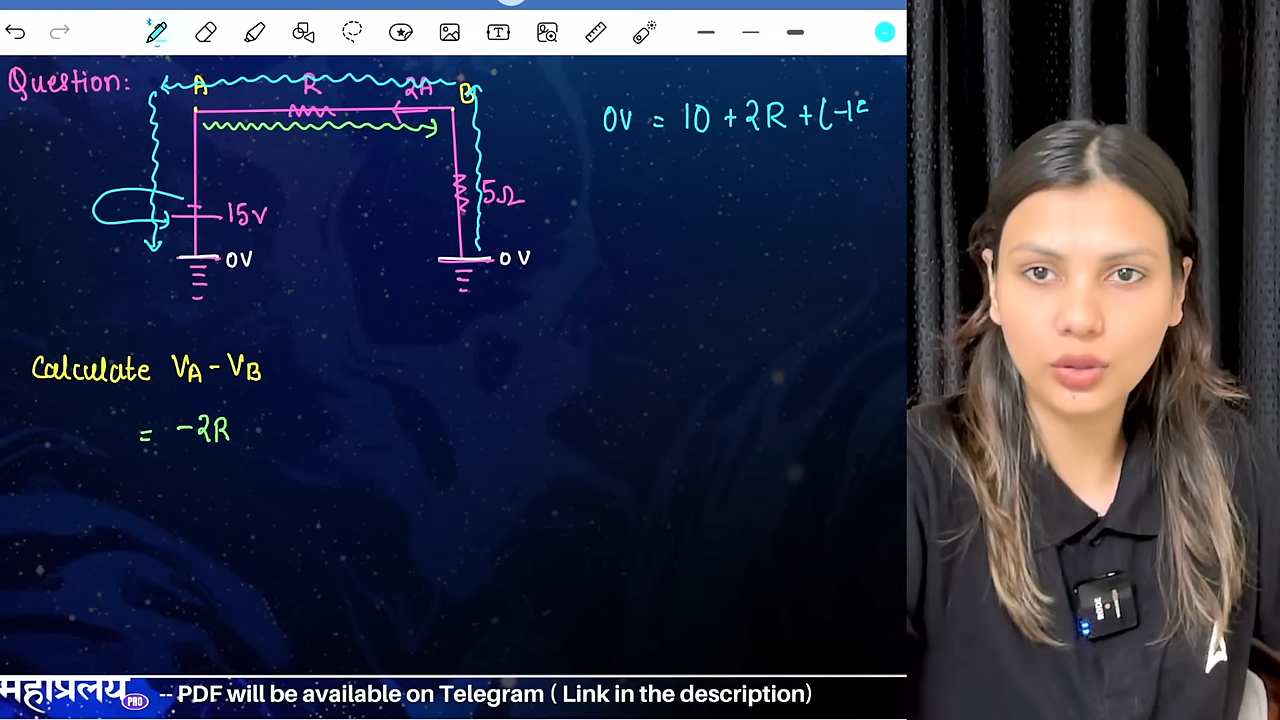 Question:
A R 2A B
0V = 10 + 2R + (-1
5Ω
15V
0V
0V
Calculate VA - VB
= -2R
महाप्रलय PRO -- PDF will be available on Telegram ( Link in the description)